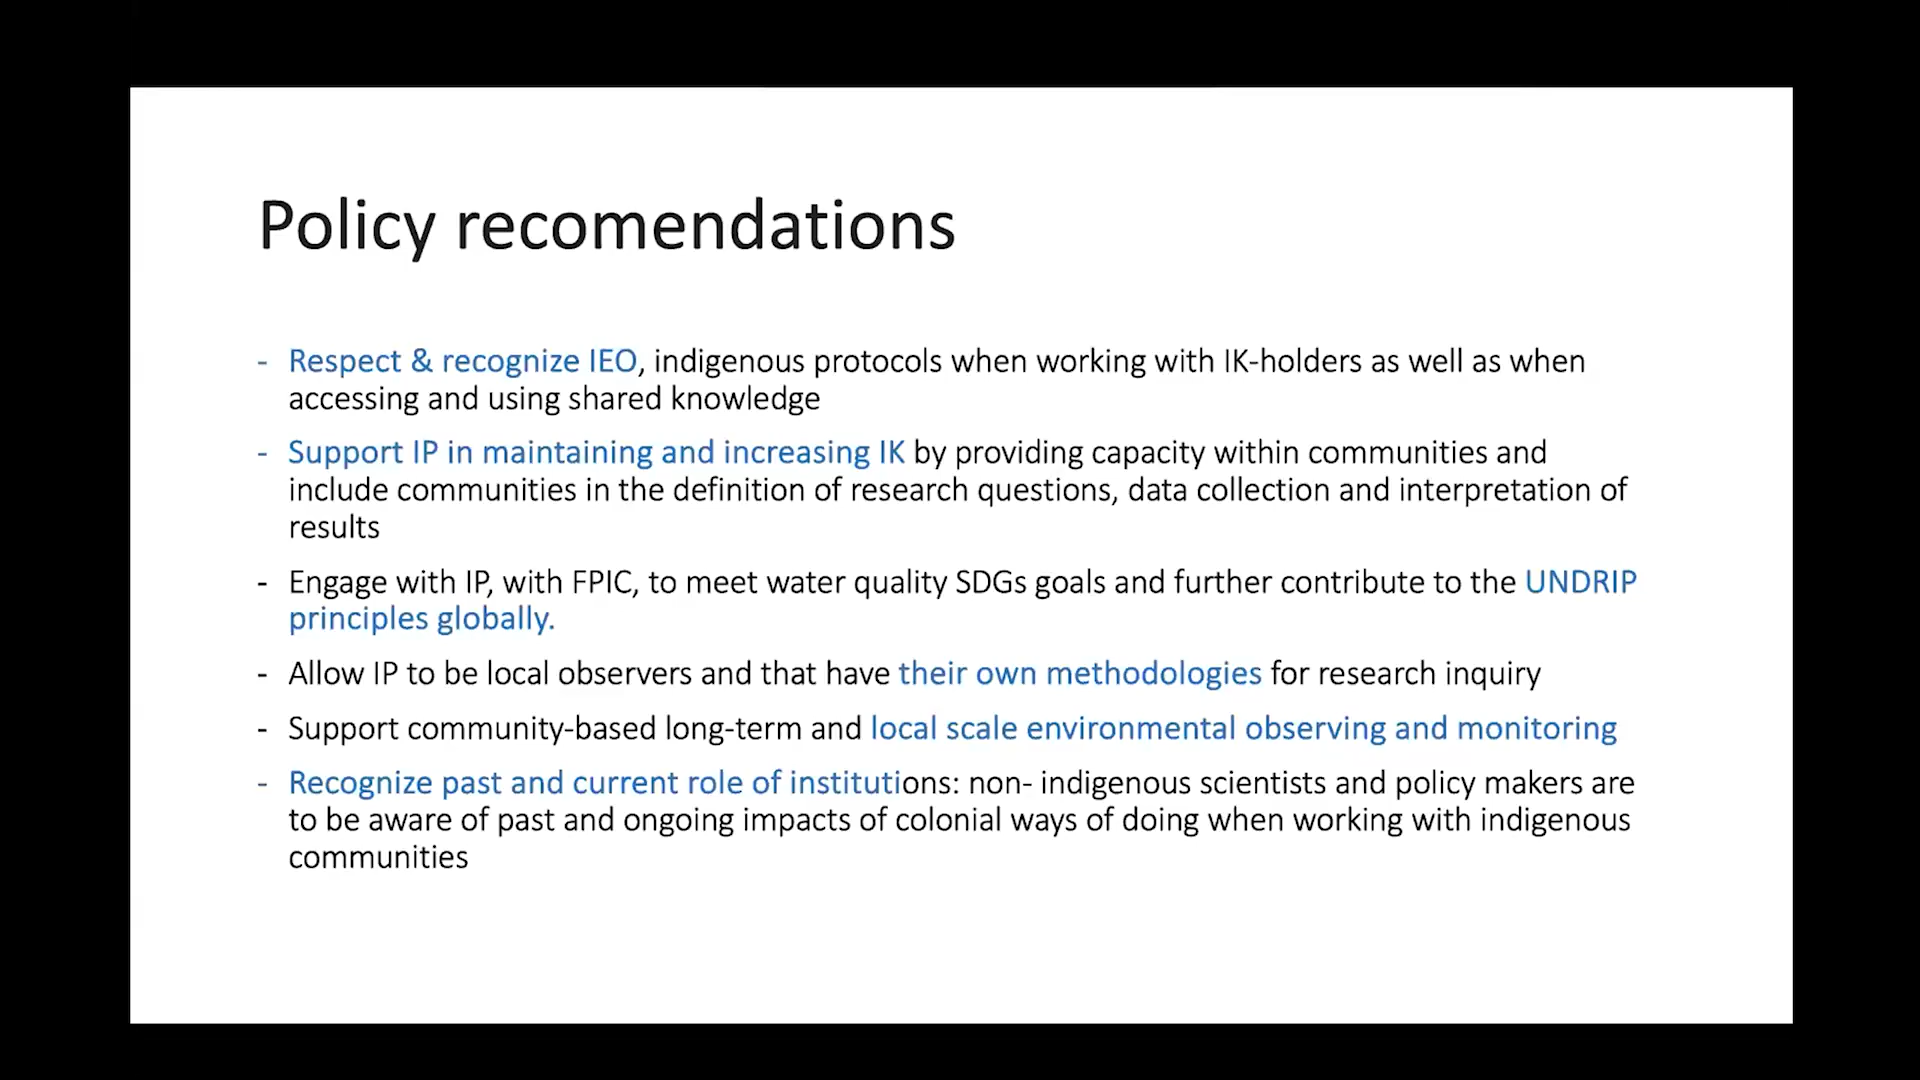 Policy recomendations
- Respect & recognize IEO, indigenous protocols when working with IK-holders as well as when
accessing and using shared knowledge
- Support IP in maintaining and increasing IK by providing capacity within communities and
include communities in the definition of research questions, data collection and interpretation of
results
- Engage with IP, with FPIC, to meet water quality SDGs goals and further contribute to the UNDRIP
principles globally.
- Allow IP to be local observers and that have their own methodologies for research inquiry
- Support community-based long-term and local scale environmental observing and monitoring
- Recognize past and current role of institutions: non- indigenous scientists and policy makers are
to be aware of past and ongoing impacts of colonial ways of doing when working with indigenous
communities